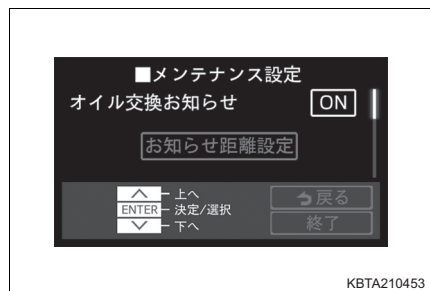 ■メンテナンス設定
オイル交換お知らせ ON
お知らせ距離設定
上へ
ENTER 決定/選択
下へ
戻る
終了
KBTA210453